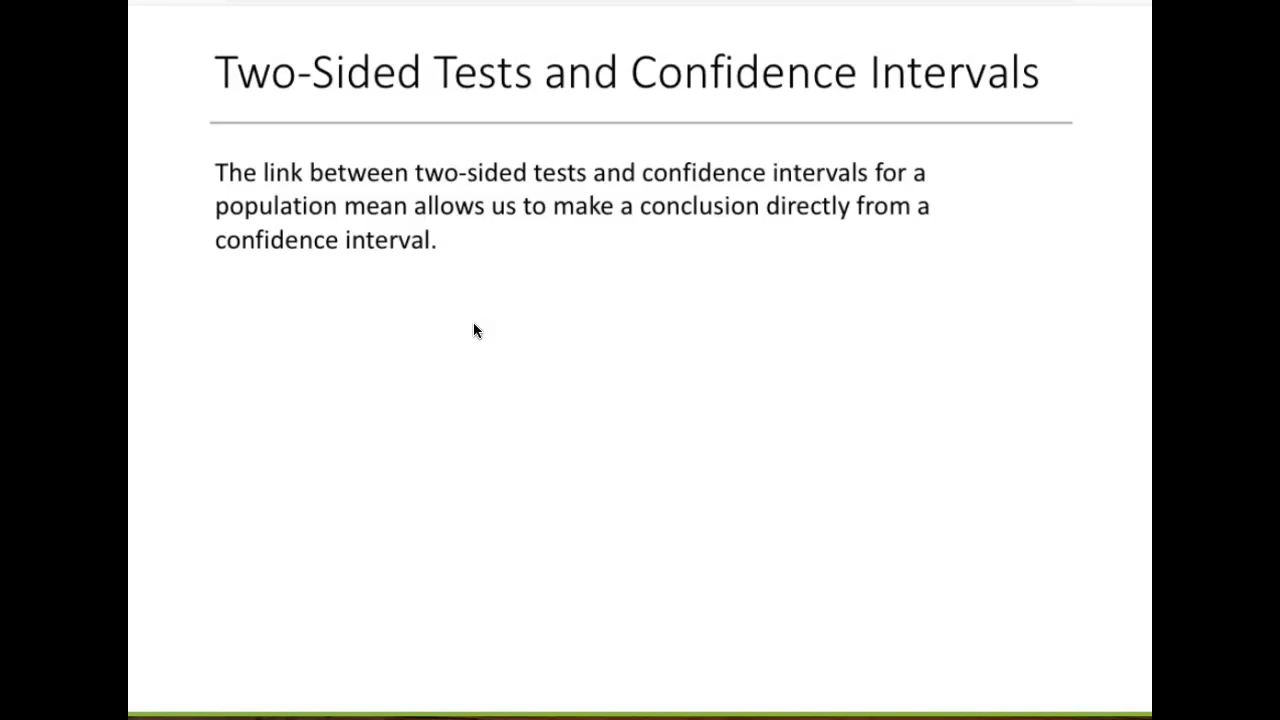 Two-Sided Tests and Confidence Intervals
The link between two-sided tests and confidence intervals for a
population mean allows us to make a conclusion directly from a
confidence interval.